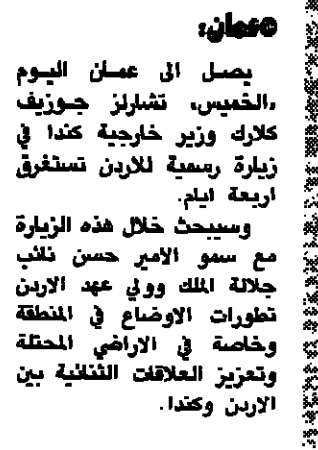 عمان:
يصل الى عمان اليوم
«الخميس» تشارلز جوزيف
كلارك وزير خارجية كندا في
زيارة رسمية للاردن تستغرق
اربعة ايام.
وسيبحث خلال هذه الزيارة
مع سمو الامير حسن نائب
جلالة الملك وولي عهد الاردن
تطورات الاوضاع في المنطقة
وخاصة في الاراضي المحتلة
وتعزيز العلاقات الثنائية بين
الاردن وكندا.